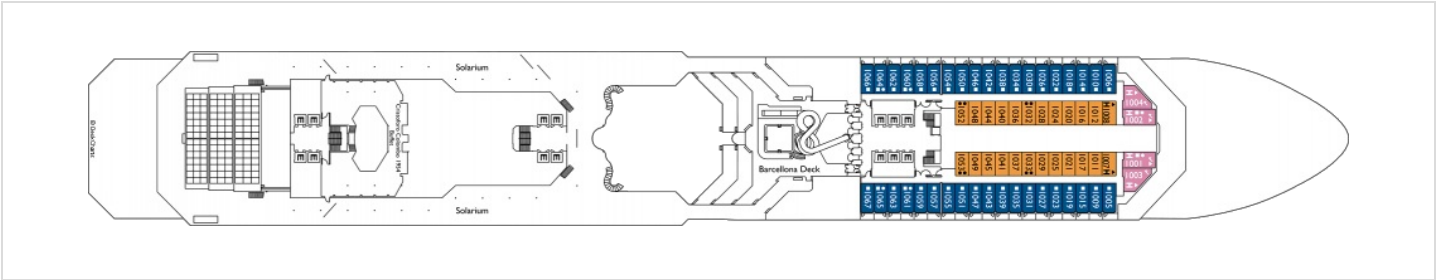 Solarium
Solarium
Barcellona Deck
Cristoforo Colombo 1954
Buffet
E E
E E
E E
E E
E E E
E E E
1066 1064 1062 1060 1058 1056 1054 1050 1046 1042 1038 1034 1030 1026 1022 1018 1014 1010 1006
1052 1048 1044 1040 1036 1032 1028 1024 1020 1016 1012 1008 H
H 1004
H 1002
1053 1049 1045 1041 1037 1033 1029 1025 1021 1017 1011 1007 H
H 1001
1003 H
1067 1065 1063 1061 1059 1057 1055 1051 1047 1043 1039 1035 1031 1027 1023 1019 1015 1009 1005